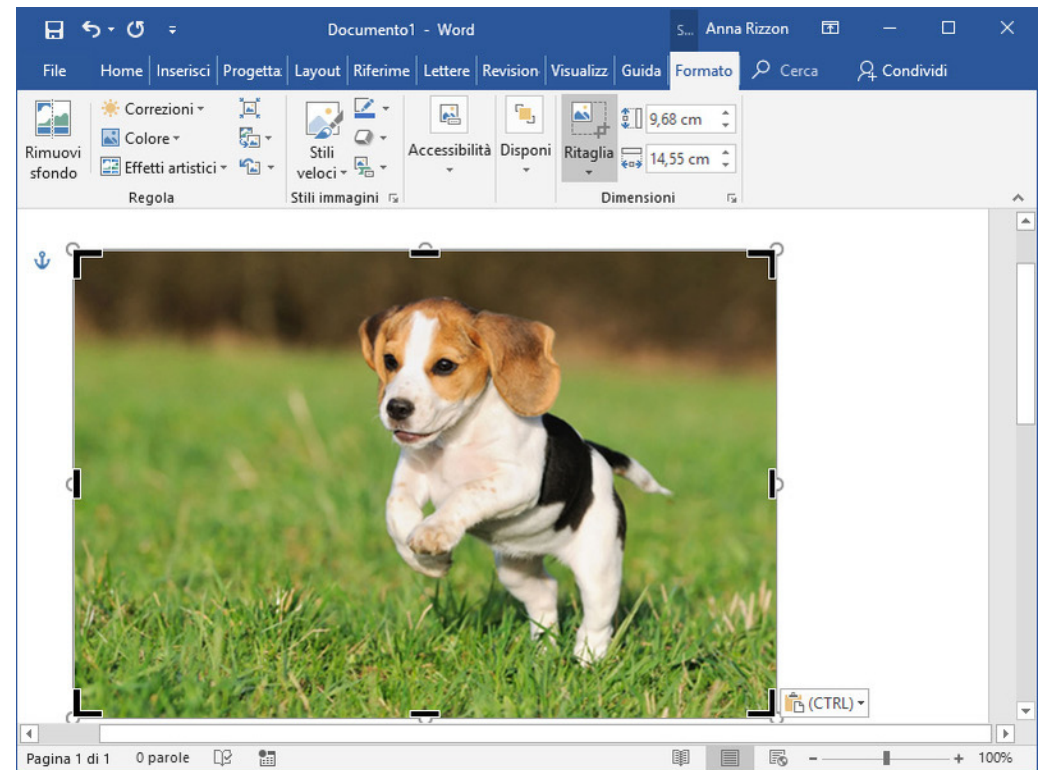 Documento1 - Word
S... Anna Rizzon
File Home Inserisci Progetta: Layout Riferime Lettere Revision Visualizz Guida Formato Cerca Condividi
Rimuovi sfondo
Correzioni
Colore
Effetti artistici
Regola
Stili veloci
Stili immagini
Accessibilità
Disponi
Ritaglia
9,68 cm
14,55 cm
Dimensioni
(CTRL)
Pagina 1 di 1 0 parole 100%